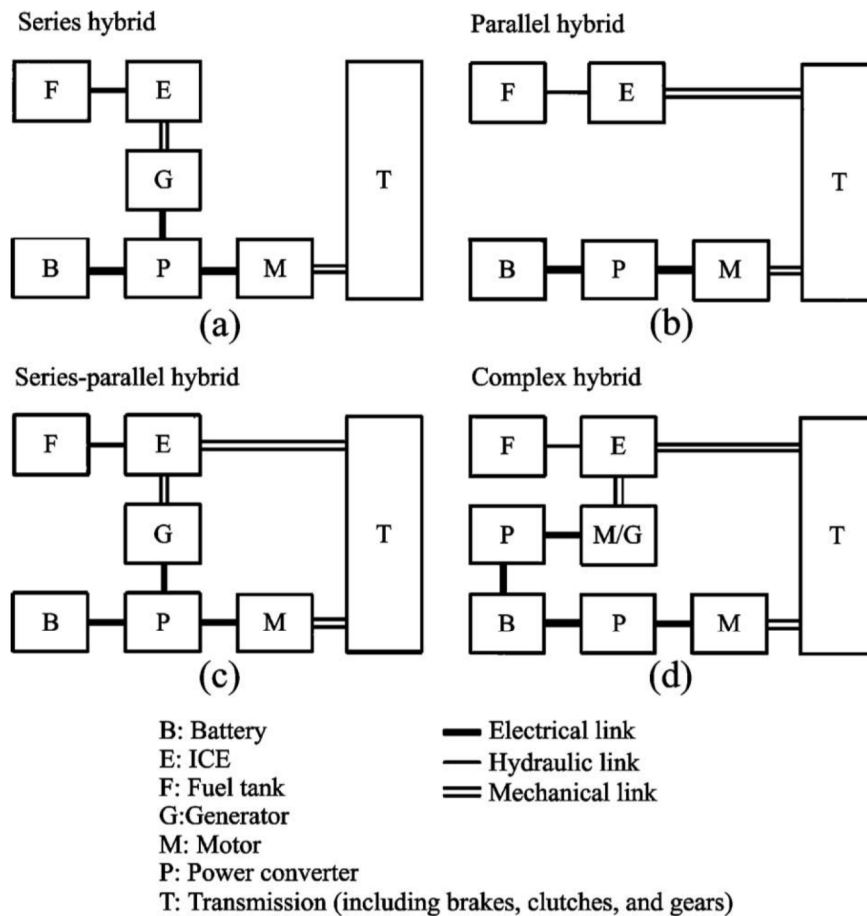 Series hybrid
F E
G
T
B P M
(a)
Parallel hybrid
F E
T
B P M
(b)
Series-parallel hybrid
F E
G
T
B P M
(c)
Complex hybrid
F E
P M/G
T
B P M
(d)
B: Battery
E: ICE
F: Fuel tank
G:Generator
M: Motor
P: Power converter
T: Transmission (including brakes, clutches, and gears)
Electrical link
Hydraulic link
Mechanical link